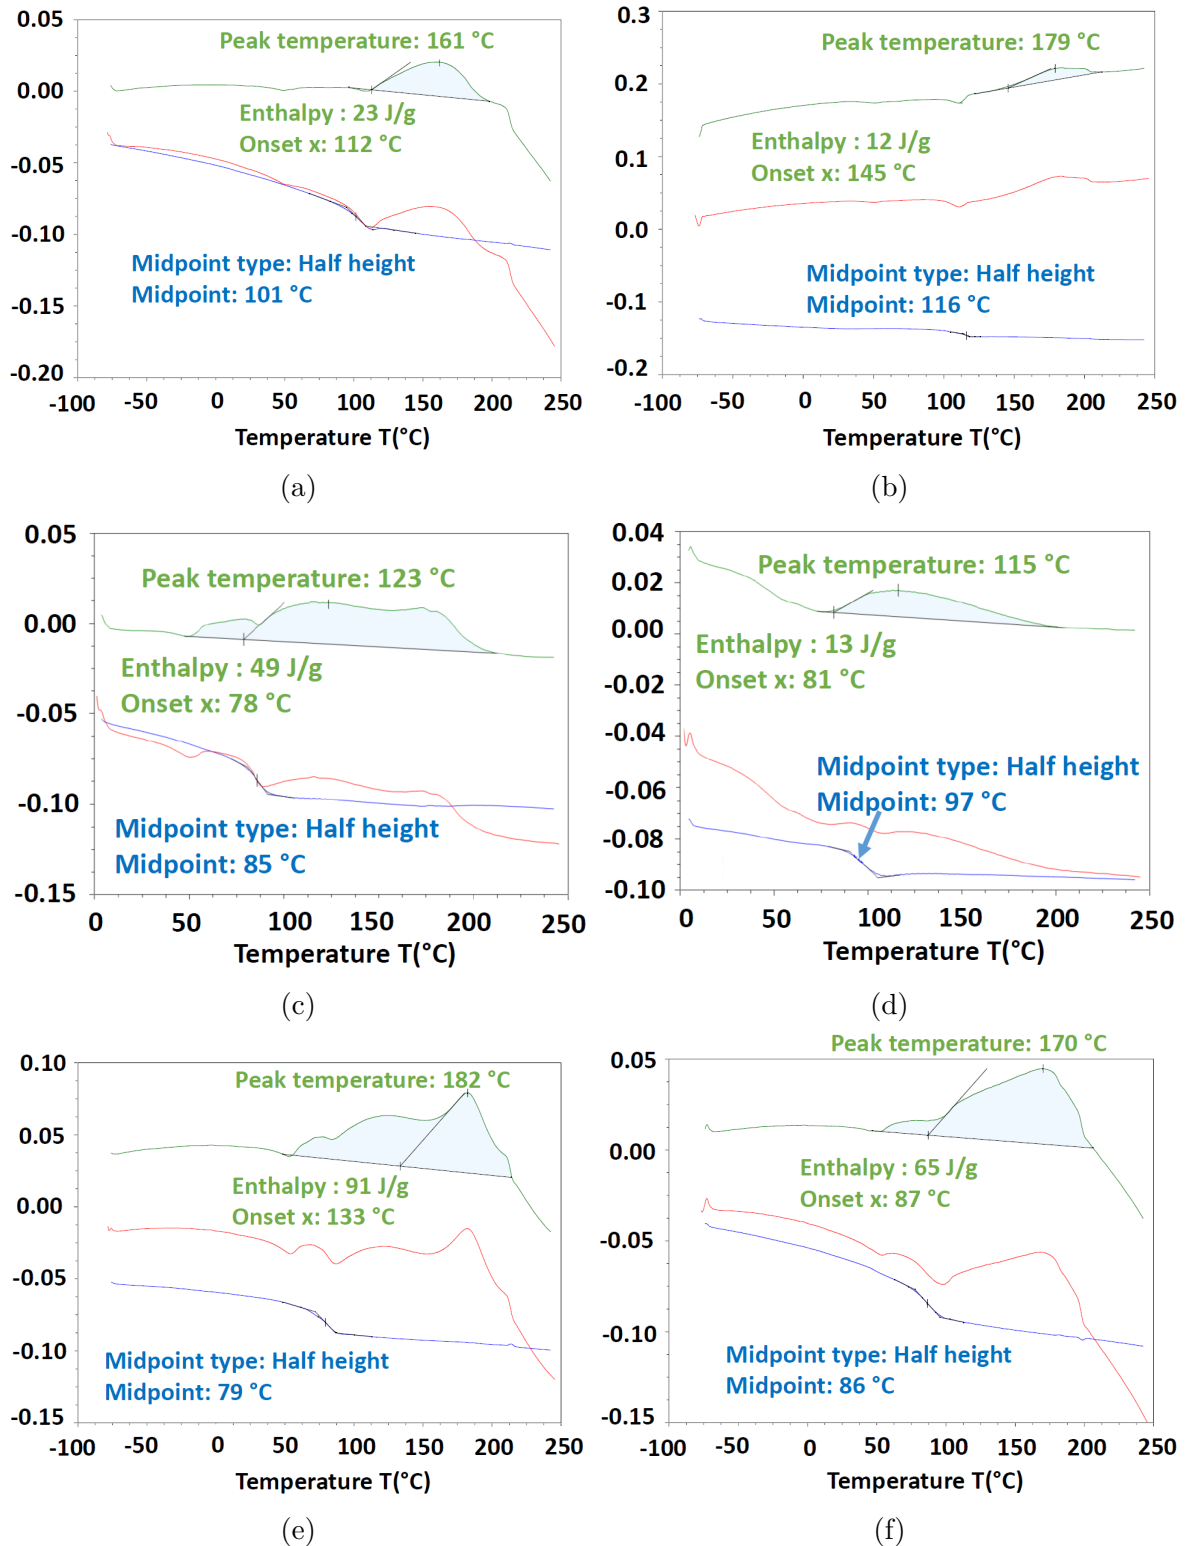 0.05
Peak temperature: 161 °C
0.00
Enthalpy : 23 J/g
Onset x: 112 °C
-0.05
-0.10
Midpoint type: Half height
Midpoint: 101 °C
-0.15
-0.20
-100 -50 0 50 100 150 200 250
Temperature T(°C)
(a)
0.3
Peak temperature: 179 °C
0.2
Enthalpy : 12 J/g
Onset x: 145 °C
0.1
0.0
Midpoint type: Half height
Midpoint: 116 °C
-0.1
-0.2
-100 -50 0 50 100 150 200 250
Temperature T(°C)
(b)
0.05
Peak temperature: 123 °C
0.00
Enthalpy : 49 J/g
Onset x: 78 °C
-0.05
-0.10
Midpoint type: Half height
Midpoint: 85 °C
-0.15
0 50 100 150 200 250
Temperature T(°C)
(c)
0.04
Peak temperature: 115 °C
0.02
0.00
Enthalpy : 13 J/g
Onset x: 81 °C
-0.02
-0.04
Midpoint type: Half height
-0.06
Midpoint: 97 °C
-0.08
-0.10
0 50 100 150 200 250
Temperature T(°C)
(d)
0.10
Peak temperature: 182 °C
0.05
Enthalpy : 91 J/g
Onset x: 133 °C
0.00
-0.05
-0.10
Midpoint type: Half height
Midpoint: 79 °C
-0.15
-100 -50 0 50 100 150 200 250
Temperature T(°C)
(e)
Peak temperature: 170 °C
0.05
0.00
Enthalpy : 65 J/g
Onset x: 87 °C
-0.05
-0.10
Midpoint type: Half height
Midpoint: 86 °C
-0.15
-100 -50 0 50 100 150 200 250
Temperature T(°C)
(f)